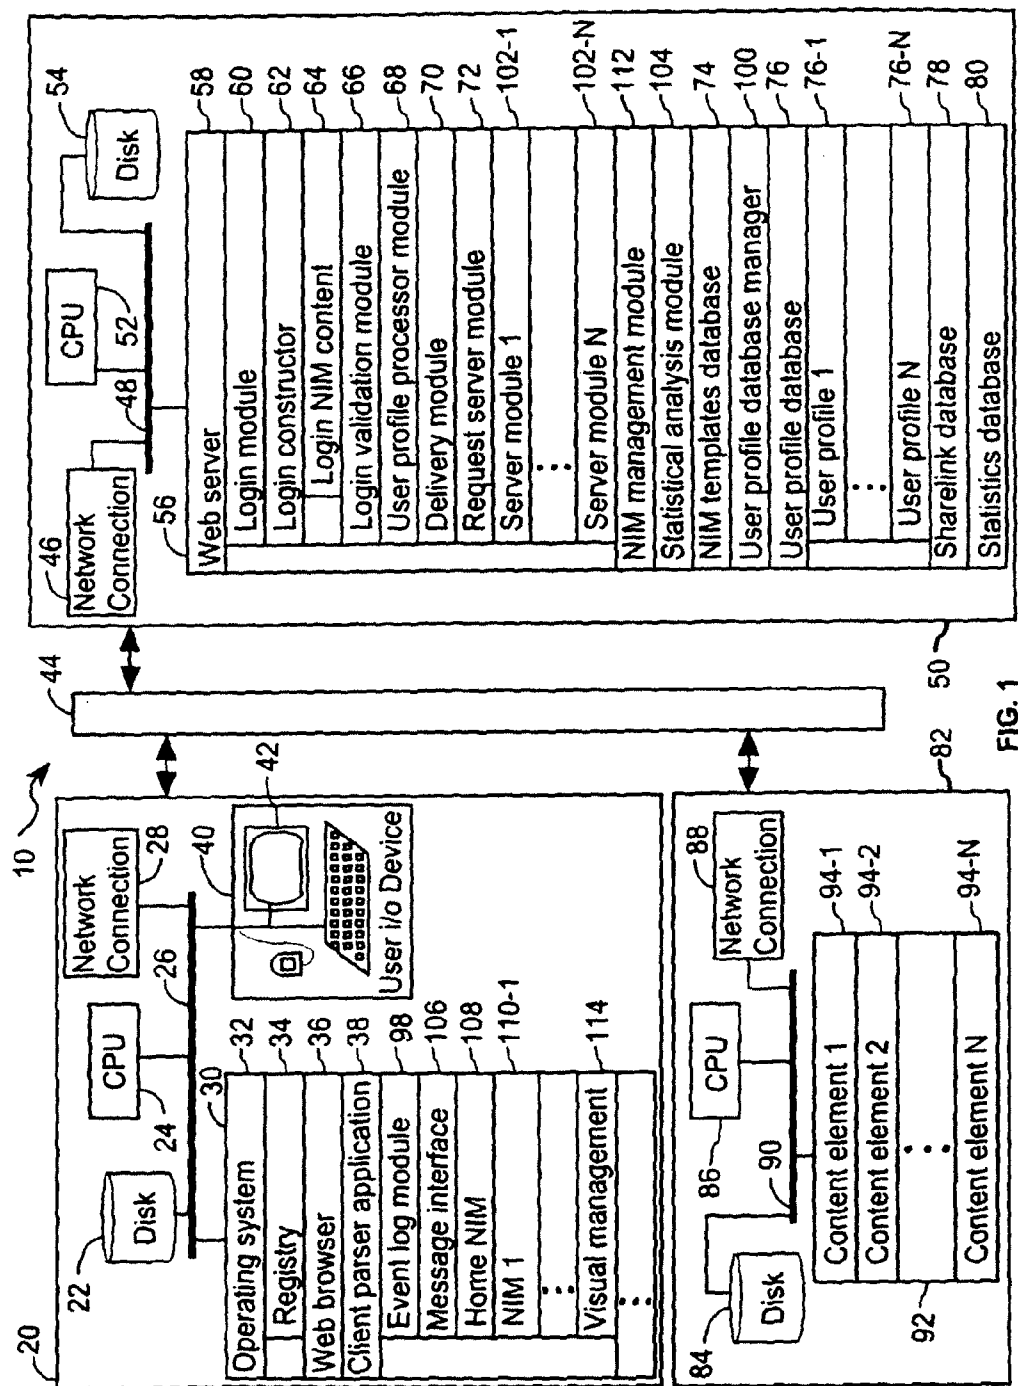 10
20
22
Disk
24
CPU
26
Network
Connection
28
30
Operating system
32
Registry
34
Web browser
36
Client parser application
38
Event log module
98
Message interface
106
Home NIM
108
NIM 1
110-1
⋮
Visual management
114
⋮
40
42
User i/o Device
44
46
Network
Connection
48
CPU
52
Disk
54
56
Web server
58
Login module
60
Login constructor
62
Login NIM content
64
Login validation module
66
User profile processor module
68
Delivery module
70
Request server module
72
Server module 1
102-1
⋮
Server module N
102-N
NIM management module
112
Statistical analysis module
104
NIM templates database
74
User profile database manager
100
User profile database
76
User profile 1
76-1
⋮
User profile N
76-N
Sharelink database
78
Statistics database
80
50
82
84
Disk
86
CPU
90
Network
Connection
88
92
Content element 1
94-1
Content element 2
94-2
⋮
Content element N
94-N
FIG. 1